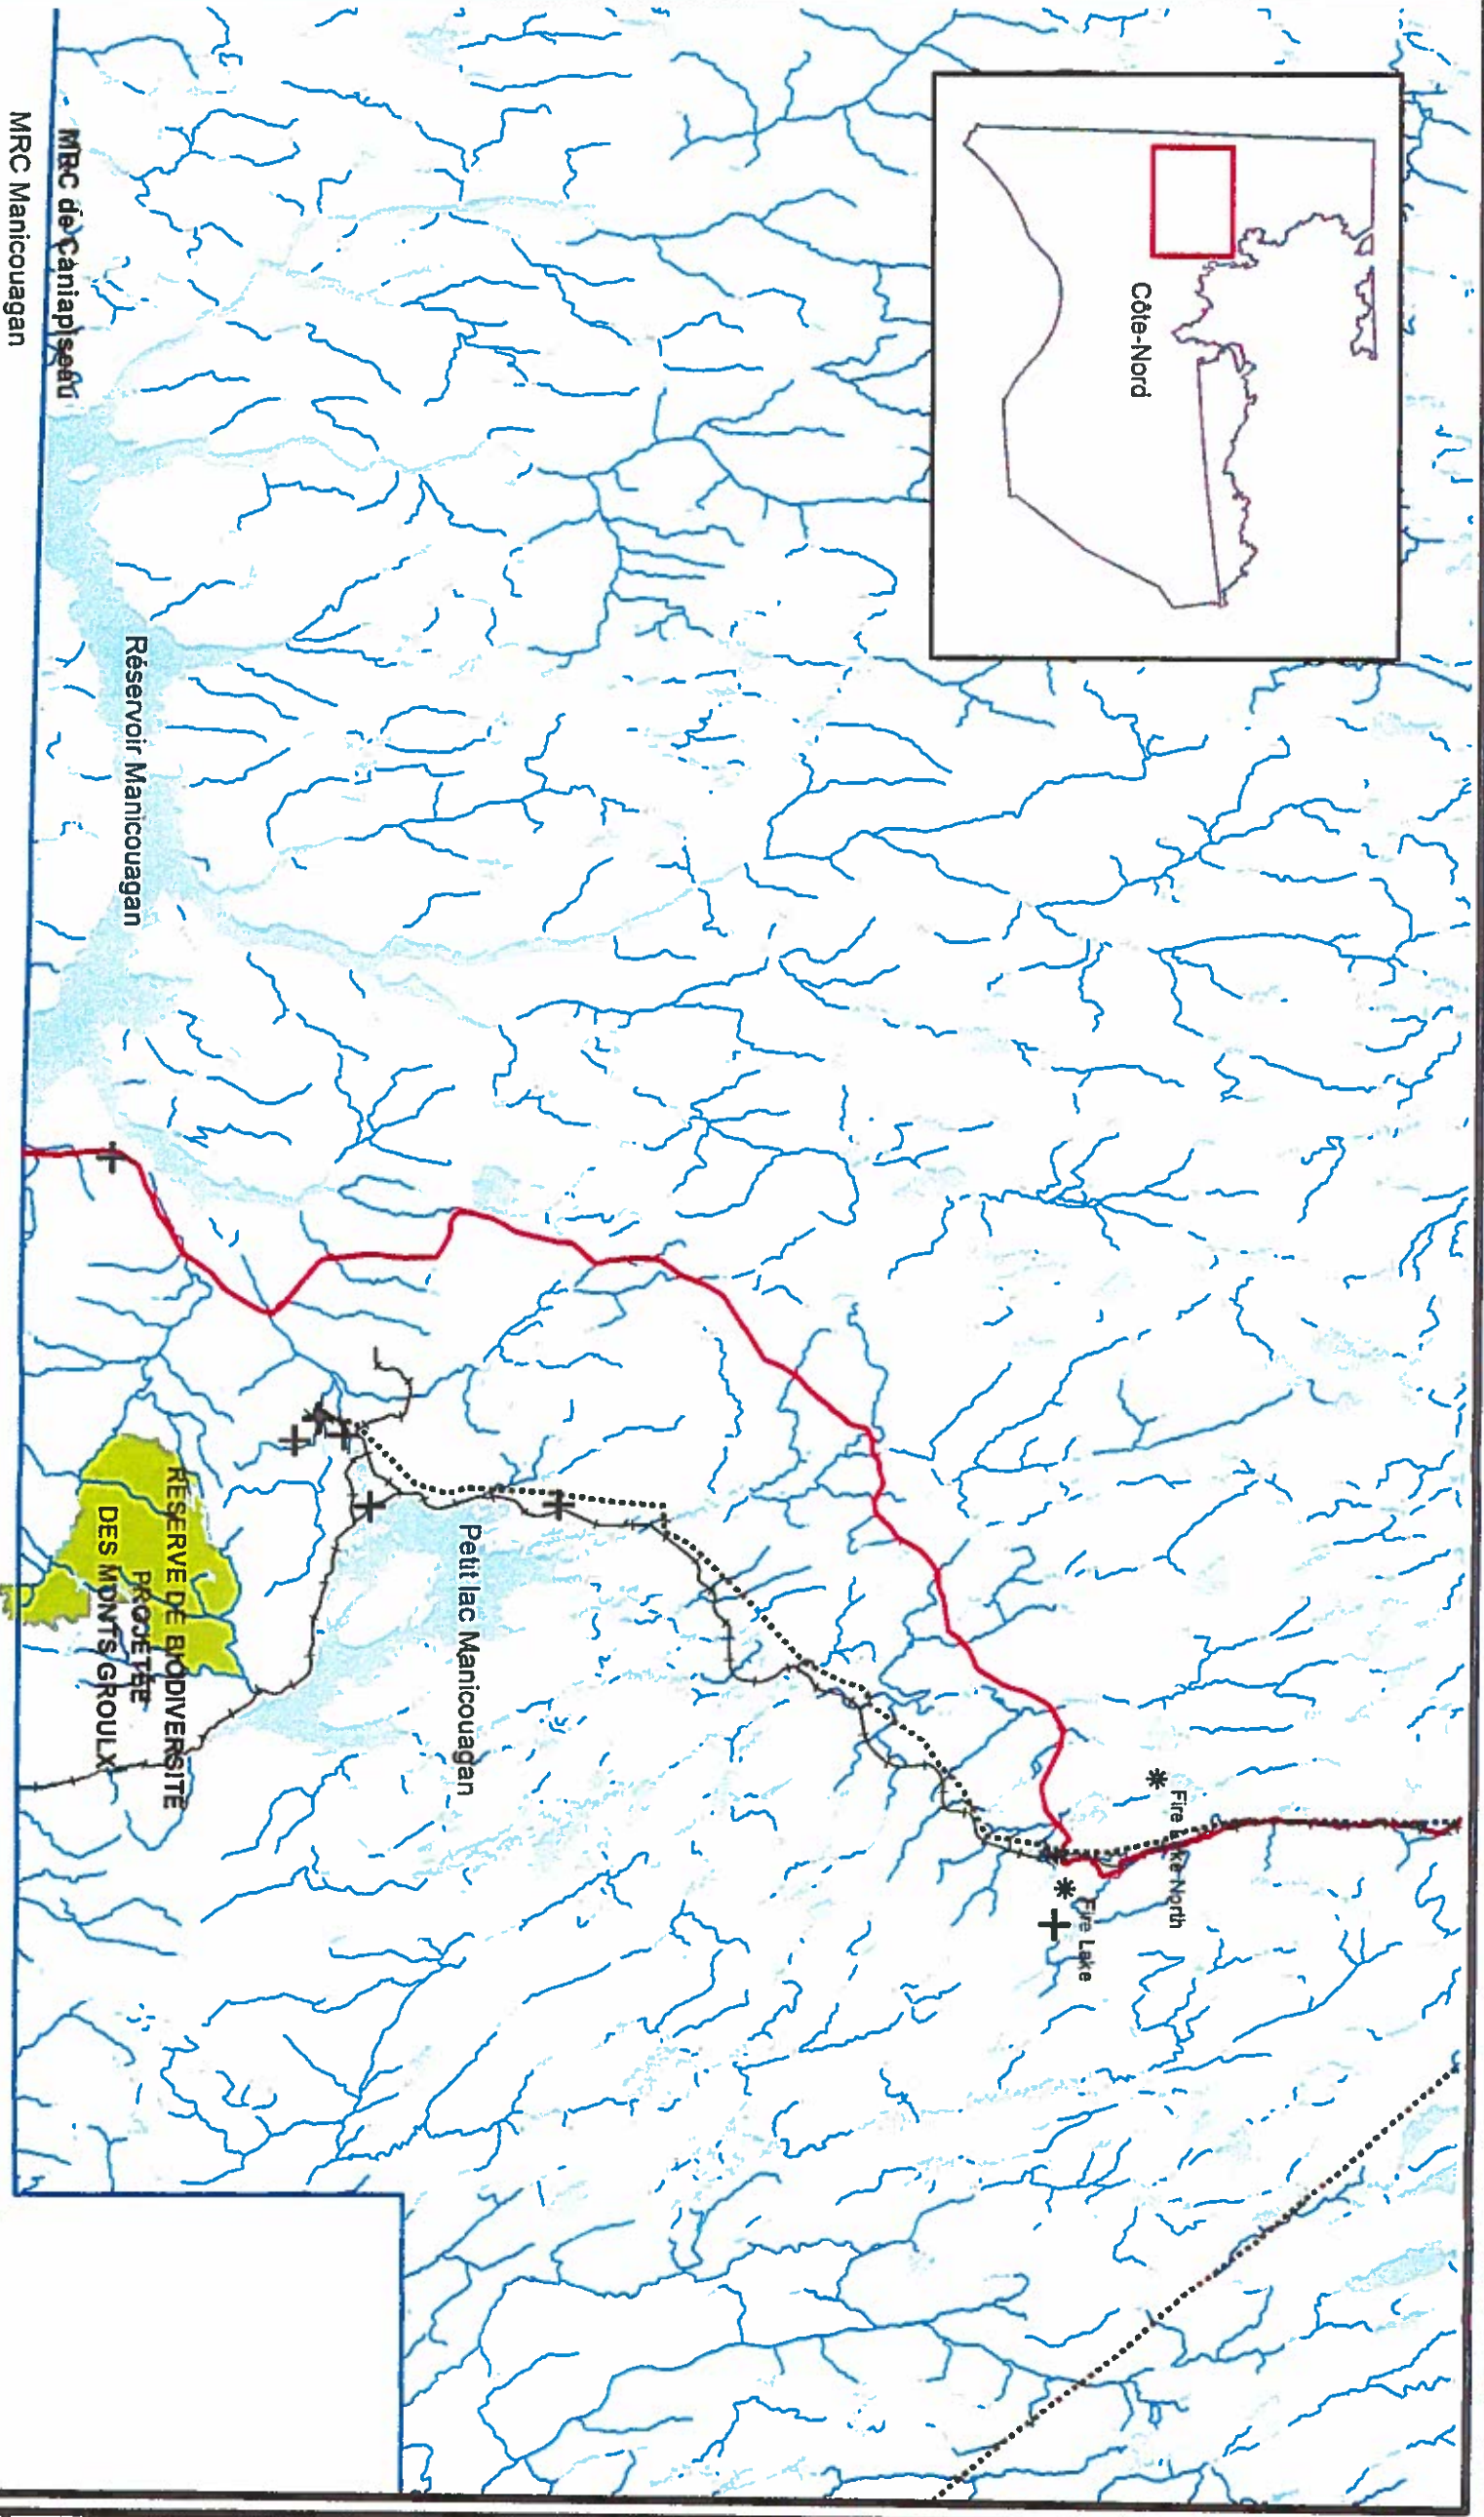 Côte-Nord
Fire Lake North
Fire Lake
Petit lac Manicouagan
Réservoir Manicouagan
RÉSERVE DE BIODIVERSITÉ
PROJETÉE
DES MONTS GROULX
MRC de Caniapiscau
MRC Manicouagan